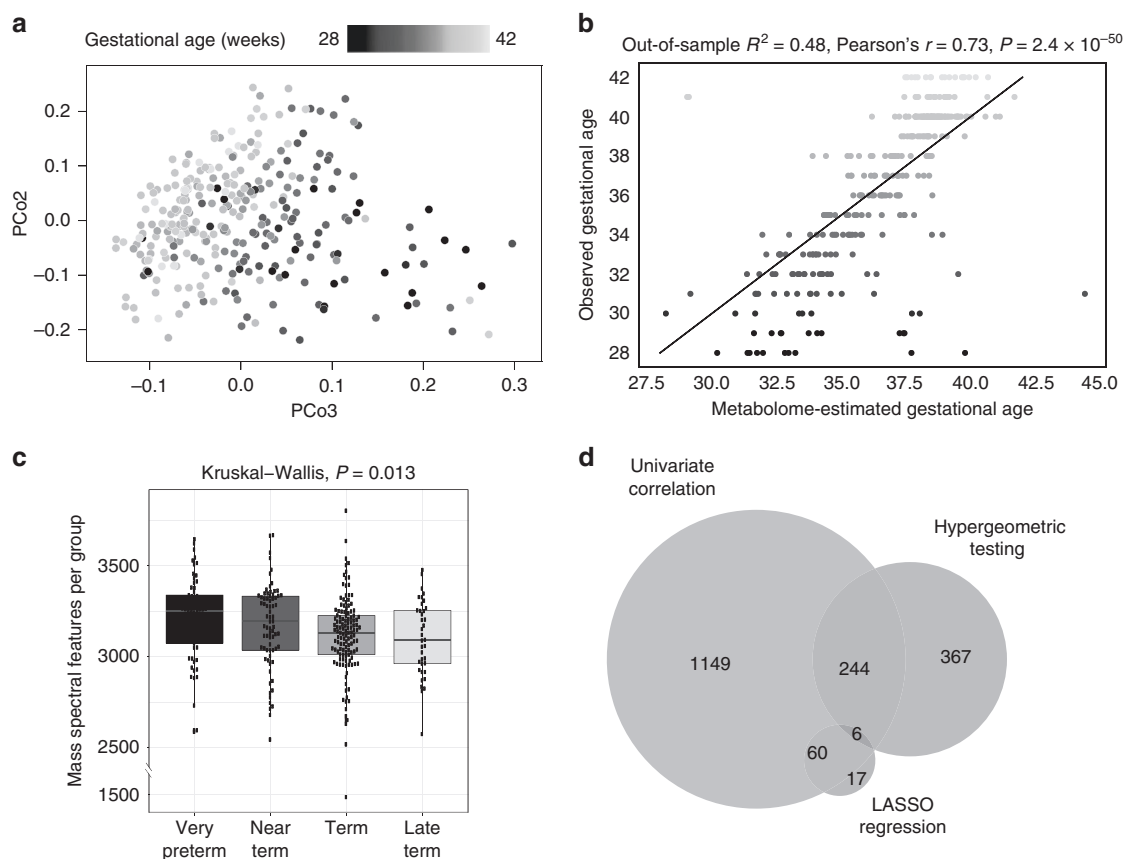 a
Gestational age (weeks) 28 42
0.2
0.1
0.0
–0.1
–0.2
PCo2
–0.1 0.0 0.1 0.2 0.3
PCo3
b
Out-of-sample R² = 0.48, Pearson's r = 0.73, P = 2.4 × 10⁻⁵⁰
42
40
38
36
34
32
30
28
Observed gestational age
27.5 30.0 32.5 35.0 37.5 40.0 42.5 45.0
Metabolome-estimated gestational age
c
Kruskal–Wallis, P = 0.013
Mass spectral features per group
3500
3000
2500
1500
Very preterm
Near term
Term
Late term
d
Univariate
correlation
Hypergeometric
testing
1149
244
367
6
60
17
LASSO
regression